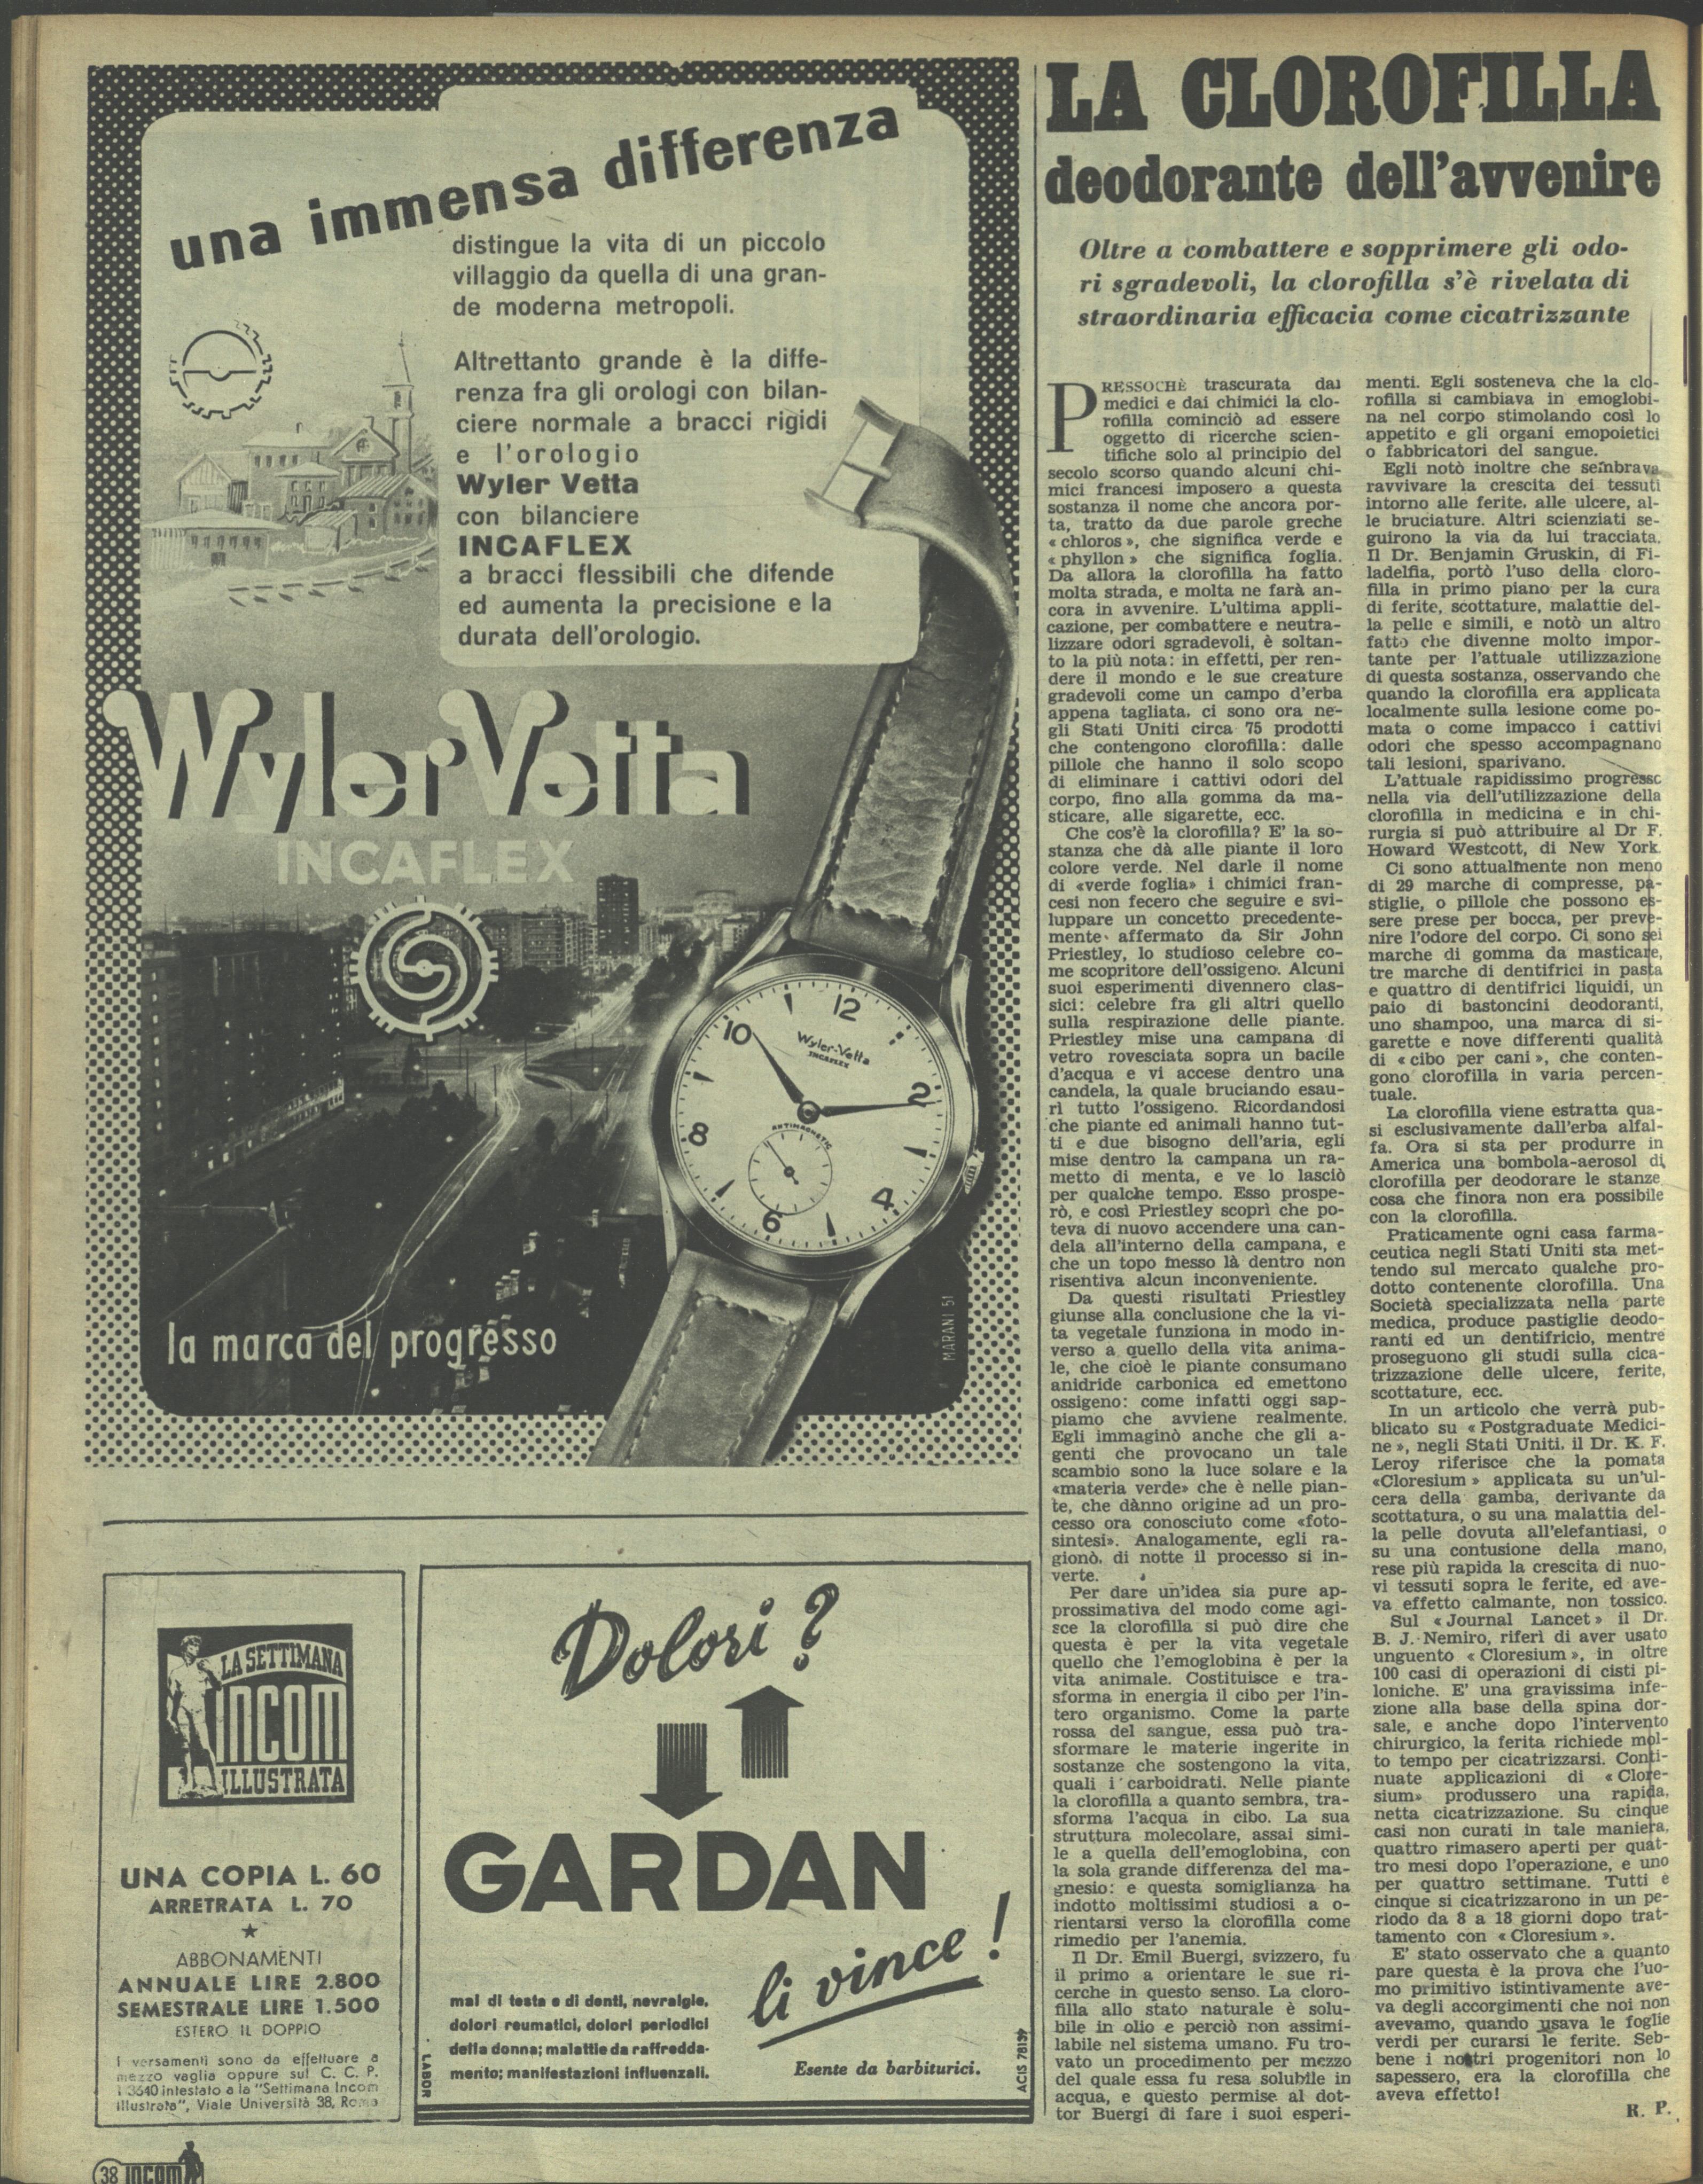 una immensa differenza
distingue la vita di un piccolo
villaggio da quella di una gran-
de moderna metropoli.
Altrettanto grande è la diffe-
renza fra gli orologi con bilan-
ciere normale a bracci rigidi
e l'orologio
Wyler Vetta
con bilanciere
INCAFLEX
a bracci flessibili che difende
ed aumenta la precisione e la
durata dell'orologio.
Wyler Vetta
INCAFLEX
12
10
Wyler-Vetta
INCAFLEX
2
8
ANTIMAGNETIC
4
6
la marca del progresso
MARANI 51
LA SETTIMANA
INCOM
ILLUSTRATA
UNA COPIA L. 60
ARRETRATA L. 70
ABBONAMENTI
ANNUALE LIRE 2.800
SEMESTRALE LIRE 1.500
ESTERO IL DOPPIO
I versamenti sono da effettuare a
mezzo vaglia oppure sul C. C. P.
1/3640 intestato a la "Settimana Incom
Illustrata", Viale Università 38, Roma
Dolori?
GARDAN
li vince!
mal di testa e di denti, nevralgie,
dolori reumatici, dolori periodici
della donna; malattie da raffredda-
mento; manifestazioni influenzali.
Esente da barbiturici.
LABOR
ACIS 78139
38 INCOM
LA CLOROFILLA
deodorante dell'avvenire
Oltre a combattere e sopprimere gli odo-
ri sgradevoli, la clorofilla s'è rivelata di
straordinaria efficacia come cicatrizzante
PRESSOCHÈ trascurata dai
medici e dai chimici la clo-
rofilla cominciò ad essere
oggetto di ricerche scien-
tifiche solo al principio del
secolo scorso quando alcuni chi-
mici francesi imposero a questa
sostanza il nome che ancora por-
ta, tratto da due parole greche
« chloros », che significa verde e
« phyllon » che significa foglia.
Da allora la clorofilla ha fatto
molta strada, e molta ne farà an-
cora in avvenire. L'ultima appli-
cazione, per combattere e neutra-
lizzare odori sgradevoli, è soltan-
to la più nota: in effetti, per ren-
dere il mondo e le sue creature
gradevoli come un campo d'erba
appena tagliata, ci sono ora ne-
gli Stati Uniti circa 75 prodotti
che contengono clorofilla: dalle
pillole che hanno il solo scopo
di eliminare i cattivi odori del
corpo, fino alla gomma da ma-
sticare, alle sigarette, ecc.
Che cos'è la clorofilla? E' la so-
stanza che dà alle piante il loro
colore verde. Nel darle il nome
di «verde foglia» i chimici fran-
cesi non fecero che seguire e svi-
luppare un concetto precedente-
mente affermato da Sir John
Priestley, lo studioso celebre co-
me scopritore dell'ossigeno. Alcuni
suoi esperimenti divennero clas-
sici: celebre fra gli altri quello
sulla respirazione delle piante.
Priestley mise una campana di
vetro rovesciata sopra un bacile
d'acqua e vi accese dentro una
candela, la quale bruciando esau-
rì tutto l'ossigeno. Ricordandosi
che piante ed animali hanno tut-
ti e due bisogno dell'aria, egli
mise dentro la campana un ra-
metto di menta, e ve lo lasciò
per qualche tempo. Esso prospe-
rò, e così Priestley scoprì che po-
teva di nuovo accendere una can-
dela all'interno della campana, e
che un topo messo là dentro non
risentiva alcun inconveniente.
Da questi risultati Priestley
giunse alla conclusione che la vi-
ta vegetale funziona in modo in-
verso a quello della vita anima-
le, che cioè le piante consumano
anidride carbonica ed emettono
ossigeno: come infatti oggi sap-
piamo che avviene realmente.
Egli immaginò anche che gli a-
genti che provocano un tale
scambio sono la luce solare e la
«materia verde» che è nelle pian-
te, che dànno origine ad un pro-
cesso ora conosciuto come «foto-
sintesi». Analogamente, egli ra-
gionò, di notte il processo si in-
verte.
Per dare un'idea sia pure ap-
prossimativa del modo come agi-
sce la clorofilla si può dire che
questa è per la vita vegetale
quello che l'emoglobina è per la
vita animale. Costituisce e tra-
sforma in energia il cibo per l'in-
tero organismo. Come la parte
rossa del sangue, essa può tra-
sformare le materie ingerite in
sostanze che sostengono la vita,
quali i carboidrati. Nelle piante
la clorofilla a quanto sembra, tra-
sforma l'acqua in cibo. La sua
struttura molecolare, assai simi-
le a quella dell'emoglobina, con
la sola grande differenza del ma-
gnesio: e questa somiglianza ha
indotto moltissimi studiosi a o-
rientarsi verso la clorofilla come
rimedio per l'anemia.
Il Dr. Emil Buergi, svizzero, fu
il primo a orientare le sue ri-
cerche in questo senso. La cloro-
filla allo stato naturale è solu-
bile in olio e perciò non assimi-
labile nel sistema umano. Fu tro-
vato un procedimento per mezzo
del quale essa fu resa solubile in
acqua, e questo permise al dot-
tor Buergi di fare i suoi esperi-
menti. Egli sosteneva che la clo-
rofilla si cambiava in emoglobi-
na nel corpo stimolando così lo
appetito e gli organi emopoietici
o fabbricatori del sangue.
Egli notò inoltre che sembrava
ravvivare la crescita dei tessuti
intorno alle ferite, alle ulcere, al-
le bruciature. Altri scienziati se-
guirono la via da lui tracciata.
Il Dr. Benjamin Gruskin, di Fi-
ladelfia, portò l'uso della cloro-
filla in primo piano per la cura
di ferite, scottature, malattie del-
la pelle e simili, e notò un altro
fatto che divenne molto impor-
tante per l'attuale utilizzazione
di questa sostanza, osservando che
quando la clorofilla era applicata
localmente sulla lesione come po-
mata o come impacco i cattivi
odori che spesso accompagnano
tali lesioni, sparivano.
L'attuale rapidissimo progresso
nella via dell'utilizzazione della
clorofilla in medicina e in chi-
rurgia si può attribuire al Dr F.
Howard Westcott, di New York.
Ci sono attualmente non meno
di 29 marche di compresse, pa-
stiglie, o pillole che possono es-
sere prese per bocca, per preve-
nire l'odore del corpo. Ci sono sei
marche di gomma da masticare,
tre marche di dentifrici in pasta
e quattro di dentifrici liquidi, un
paio di bastoncini deodoranti,
uno shampoo, una marca di si-
garette e nove differenti qualità
di « cibo per cani », che conten-
gono clorofilla in varia percen-
tuale.
La clorofilla viene estratta qua-
si esclusivamente dall'erba alfal-
fa. Ora si sta per produrre in
America una bombola-aerosol di
clorofilla per deodorare le stanze
cosa che finora non era possibile
con la clorofilla.
Praticamente ogni casa farma-
ceutica negli Stati Uniti sta met-
tendo sul mercato qualche pro-
dotto contenente clorofilla. Una
Società specializzata nella parte
medica, produce pastiglie deodo-
ranti ed un dentifricio, mentre
proseguono gli studi sulla cica-
trizzazione delle ulcere, ferite,
scottature, ecc.
In un articolo che verrà pub-
blicato su « Postgraduate Medici-
ne », negli Stati Uniti, il Dr. K. F.
Leroy riferisce che la pomata
«Cloresium » applicata su un'ul-
cera della gamba, derivante da
scottatura, o su una malattia del-
la pelle dovuta all'elefantiasi, o
su una contusione della mano,
rese più rapida la crescita di nuo-
vi tessuti sopra le ferite, ed ave-
va effetto calmante, non tossico.
Sul « Journal Lancet » il Dr.
B. J. Nemiro, riferì di aver usato
unguento « Cloresium », in oltre
100 casi di operazioni di cisti pi-
loniche. E' una gravissima infe-
zione alla base della spina dor-
sale, e anche dopo l'intervento
chirurgico, la ferita richiede mol-
to tempo per cicatrizzarsi. Conti-
nuate applicazioni di « Clore-
sium» produssero una rapida,
netta cicatrizzazione. Su cinque
casi non curati in tale maniera,
quattro rimasero aperti per quat-
tro mesi dopo l'operazione, e uno
per quattro settimane. Tutti e
cinque si cicatrizzarono in un pe-
riodo da 8 a 18 giorni dopo trat-
tamento con « Cloresium ».
E' stato osservato che a quanto
pare questa è la prova che l'uo-
mo primitivo istintivamente ave-
va degli accorgimenti che noi non
avevamo, quando usava le foglie
verdi per curarsi le ferite. Seb-
bene i nostri progenitori non lo
sapessero, era la clorofilla che
aveva effetto!
R. P.